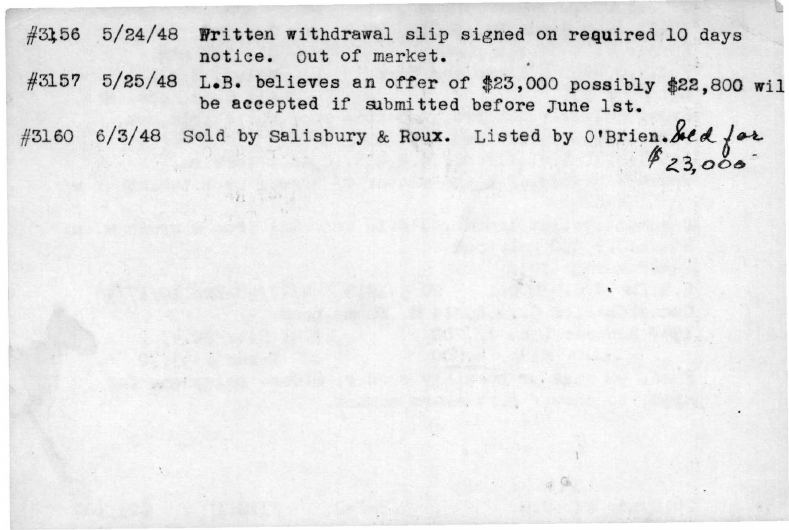 #3156 5/24/48 Written withdrawal slip signed on required 10 days
notice. Out of market.
#3157 5/25/48 L.B. believes an offer of $23,000 possibly $22,800 wil
be accepted if submitted before June 1st.
#3160 6/3/48 Sold by Salisbury & Roux. Listed by O'Brien. Sold for
$23,000